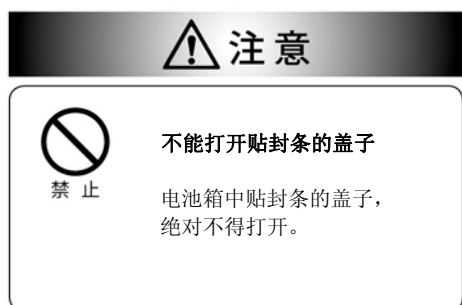 注意
禁止
不能打开贴封条的盖子
电池箱中贴封条的盖子，
绝对不得打开。